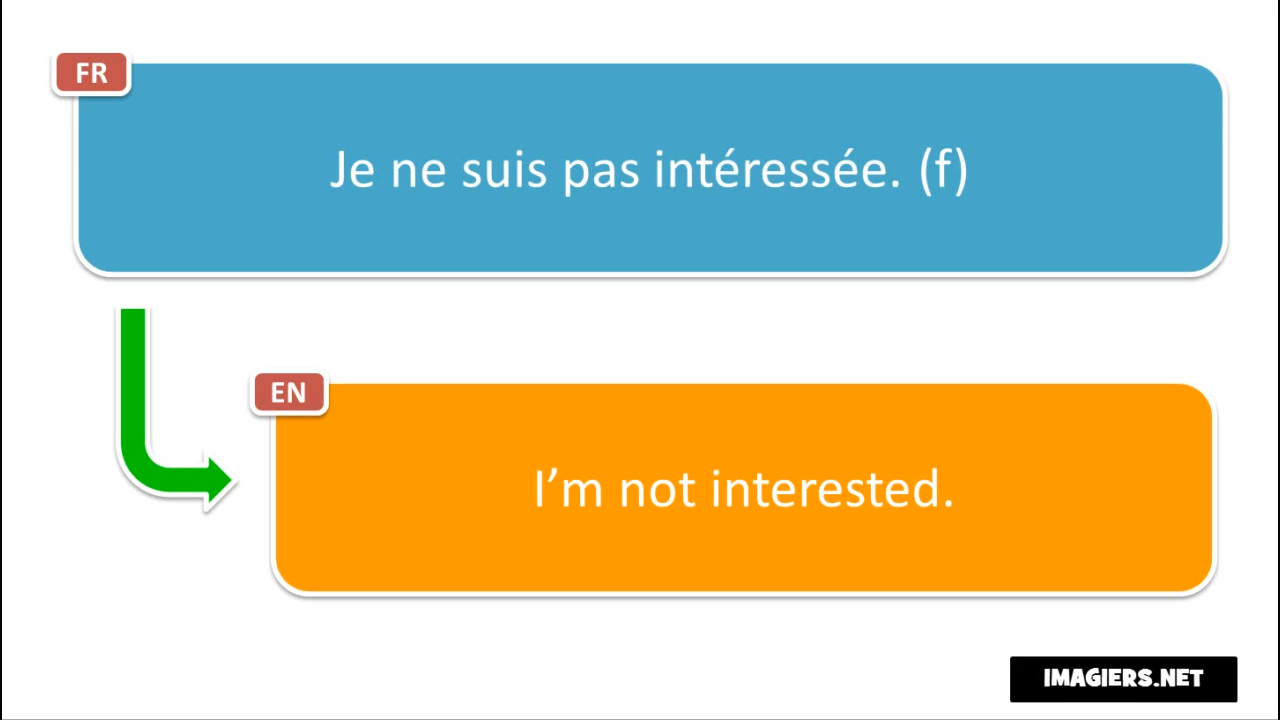 FR
Je ne suis pas intéressée. (f)
EN
I’m not interested.
IMAGIERS.NET